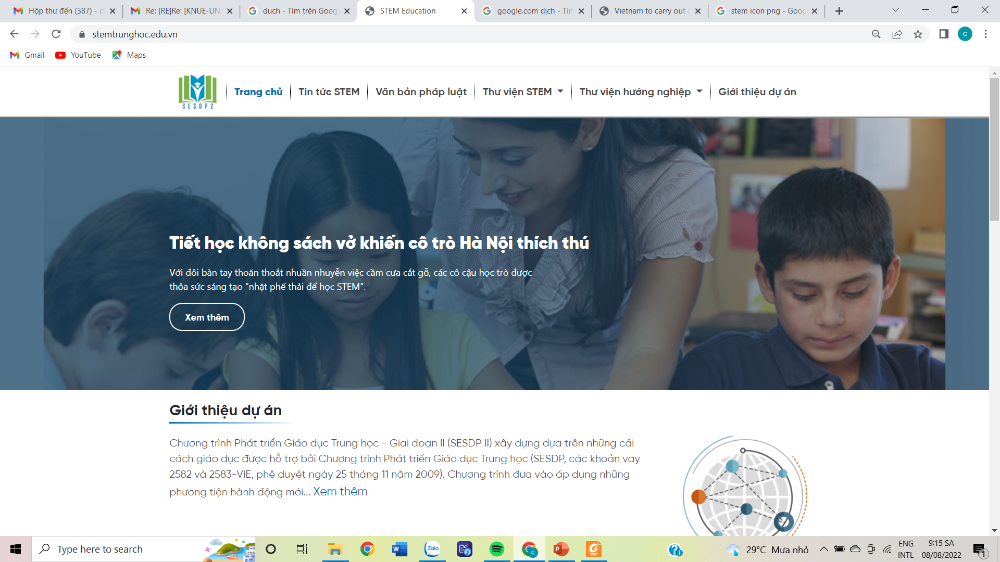 Hộp thư đến (387) - c
Re: [RE]Re: [KNUE-UN
duch - Tìm trên Goog
STEM Education
google.com dịch - Tìm
Vietnam to carry out
stem icon png - Goog
stemtrunghoc.edu.vn
c
Gmail
YouTube
Maps
SESDP2
Trang chủ
Tin tức STEM
Văn bản pháp luật
Thư viện STEM
Thư viện hướng nghiệp
Giới thiệu dự án
Tiết học không sách vở khiến cô trò Hà Nội thích thú
Với đôi bàn tay thoăn thoắt nhuần nhuyễn việc cầm cưa cắt gỗ, các cô cậu học trò được
thỏa sức sáng tạo "nhặt phế thải để học STEM".
Xem thêm
Giới thiệu dự án
Chương trình Phát triển Giáo dục Trung học - Giai đoạn II (SESDP II) xây dựng dựa trên những cải
cách giáo dục được hỗ trợ bởi Chương trình Phát triển Giáo dục Trung học (SESDP, các khoản vay
2582 và 2583-VIE, phê duyệt ngày 25 tháng 11 năm 2009). Chương trình đưa vào áp dụng những
phương tiện hành động mới... Xem thêm
Type here to search
Zalo
29°C Mưa nhỏ
ENG
INTL
9:15 SA
08/08/2022
1